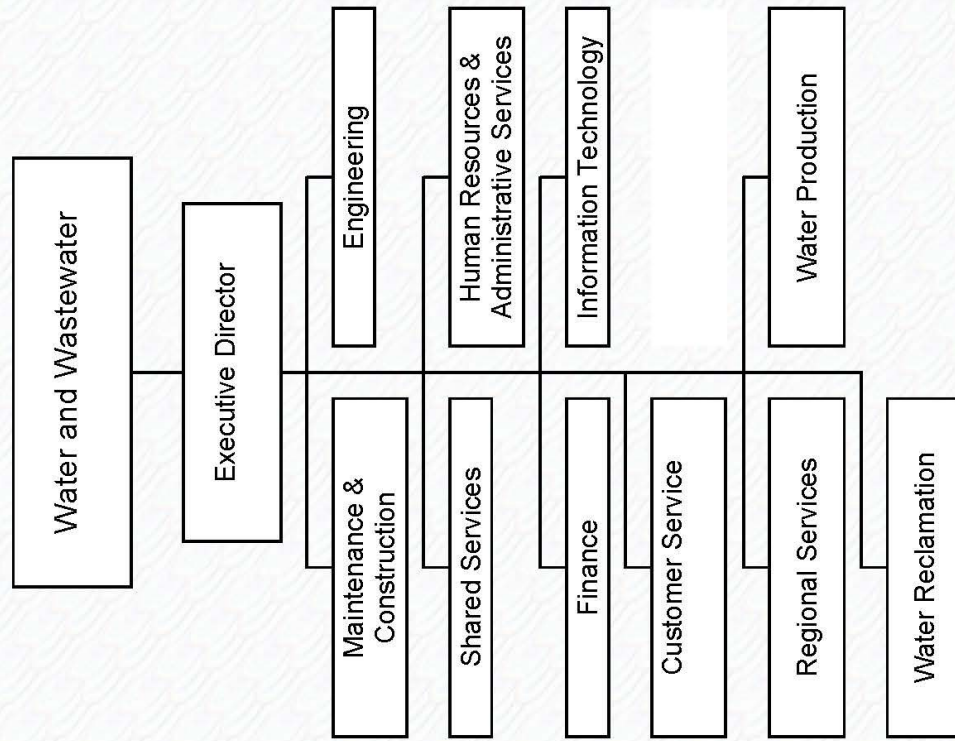 Water and Wastewater
Executive Director
Maintenance &
Construction
Engineering
Shared Services
Human Resources &
Administrative Services
Finance
Information Technology
Customer Service
Regional Services
Water Production
Water Reclamation